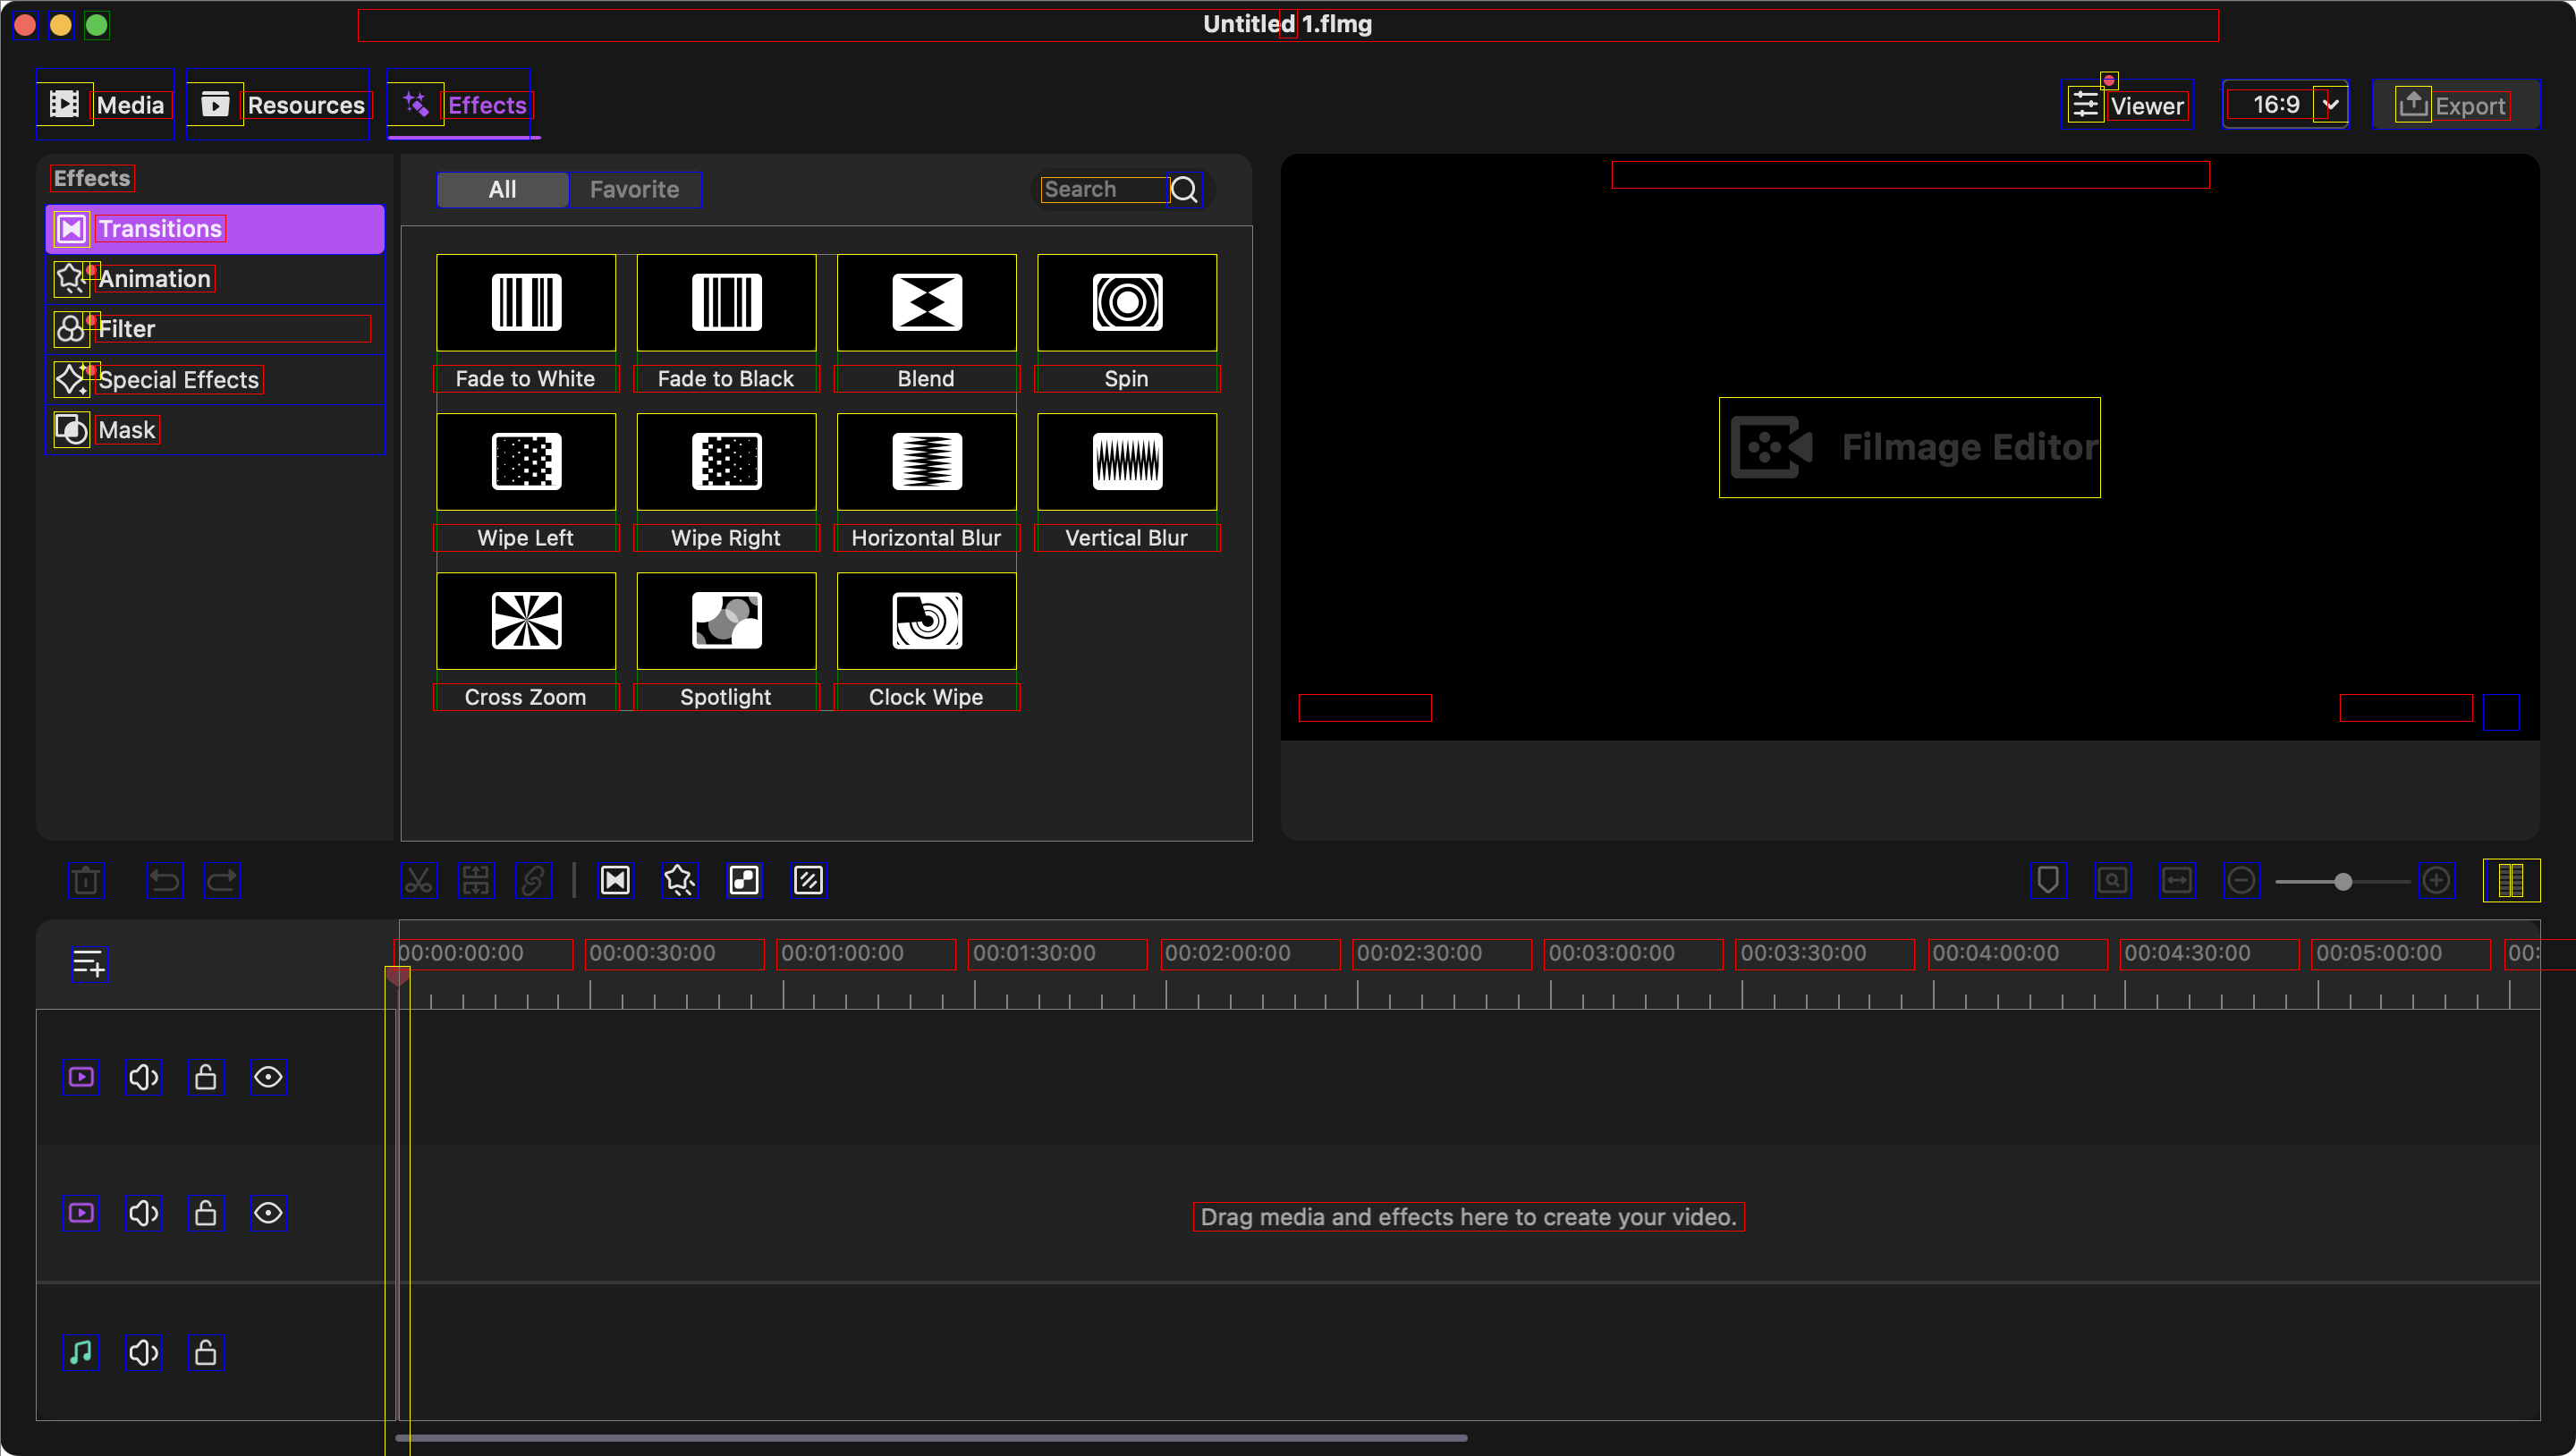 Untitled 1.flmg
Media
Resources
Effects
Viewer
16:9
Export
Effects
Transitions
Animation
Filter
Special Effects
Mask
All
Favorite
Search
Fade to White
Fade to Black
Blend
Spin
Wipe Left
Wipe Right
Horizontal Blur
Vertical Blur
Cross Zoom
Spotlight
Clock Wipe
Filmage Editor
00:00:00:00
00:00:30:00
00:01:00:00
00:01:30:00
00:02:00:00
00:02:30:00
00:03:00:00
00:03:30:00
00:04:00:00
00:04:30:00
00:05:00:00
00:
Drag media and effects here to create your video.